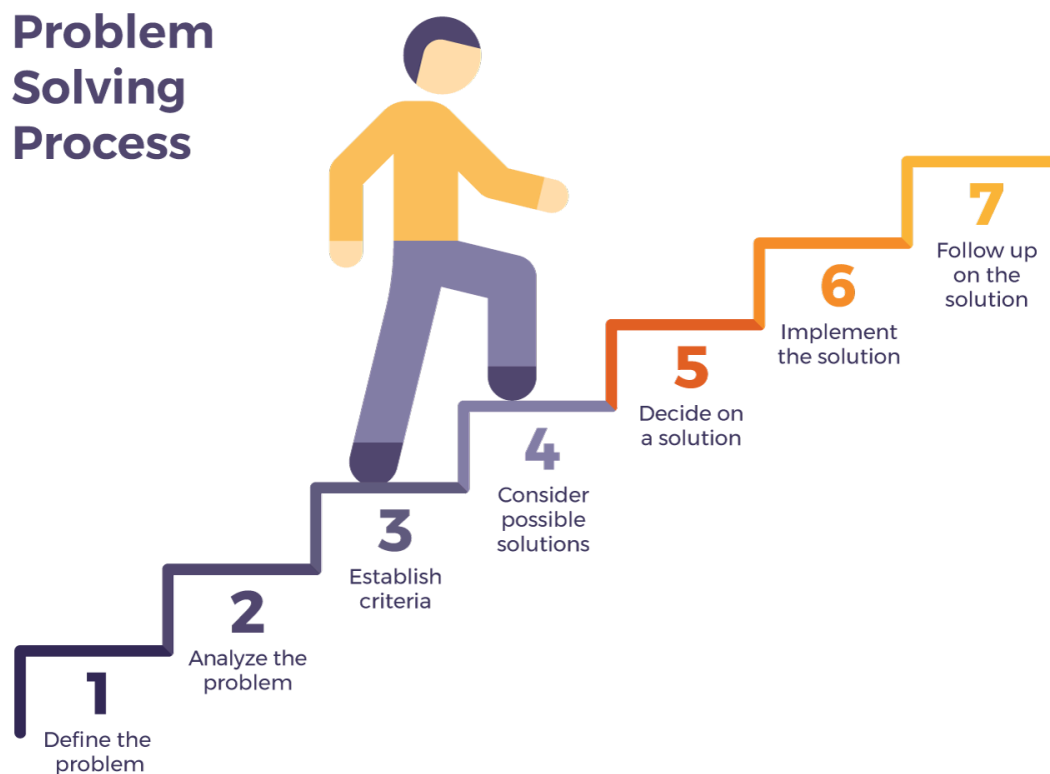 Problem
Solving
Process
1
Define the
problem
2
Analyze the
problem
3
Establish
criteria
4
Consider
possible
solutions
5
Decide on
a solution
6
Implement
the solution
7
Follow up
on the
solution